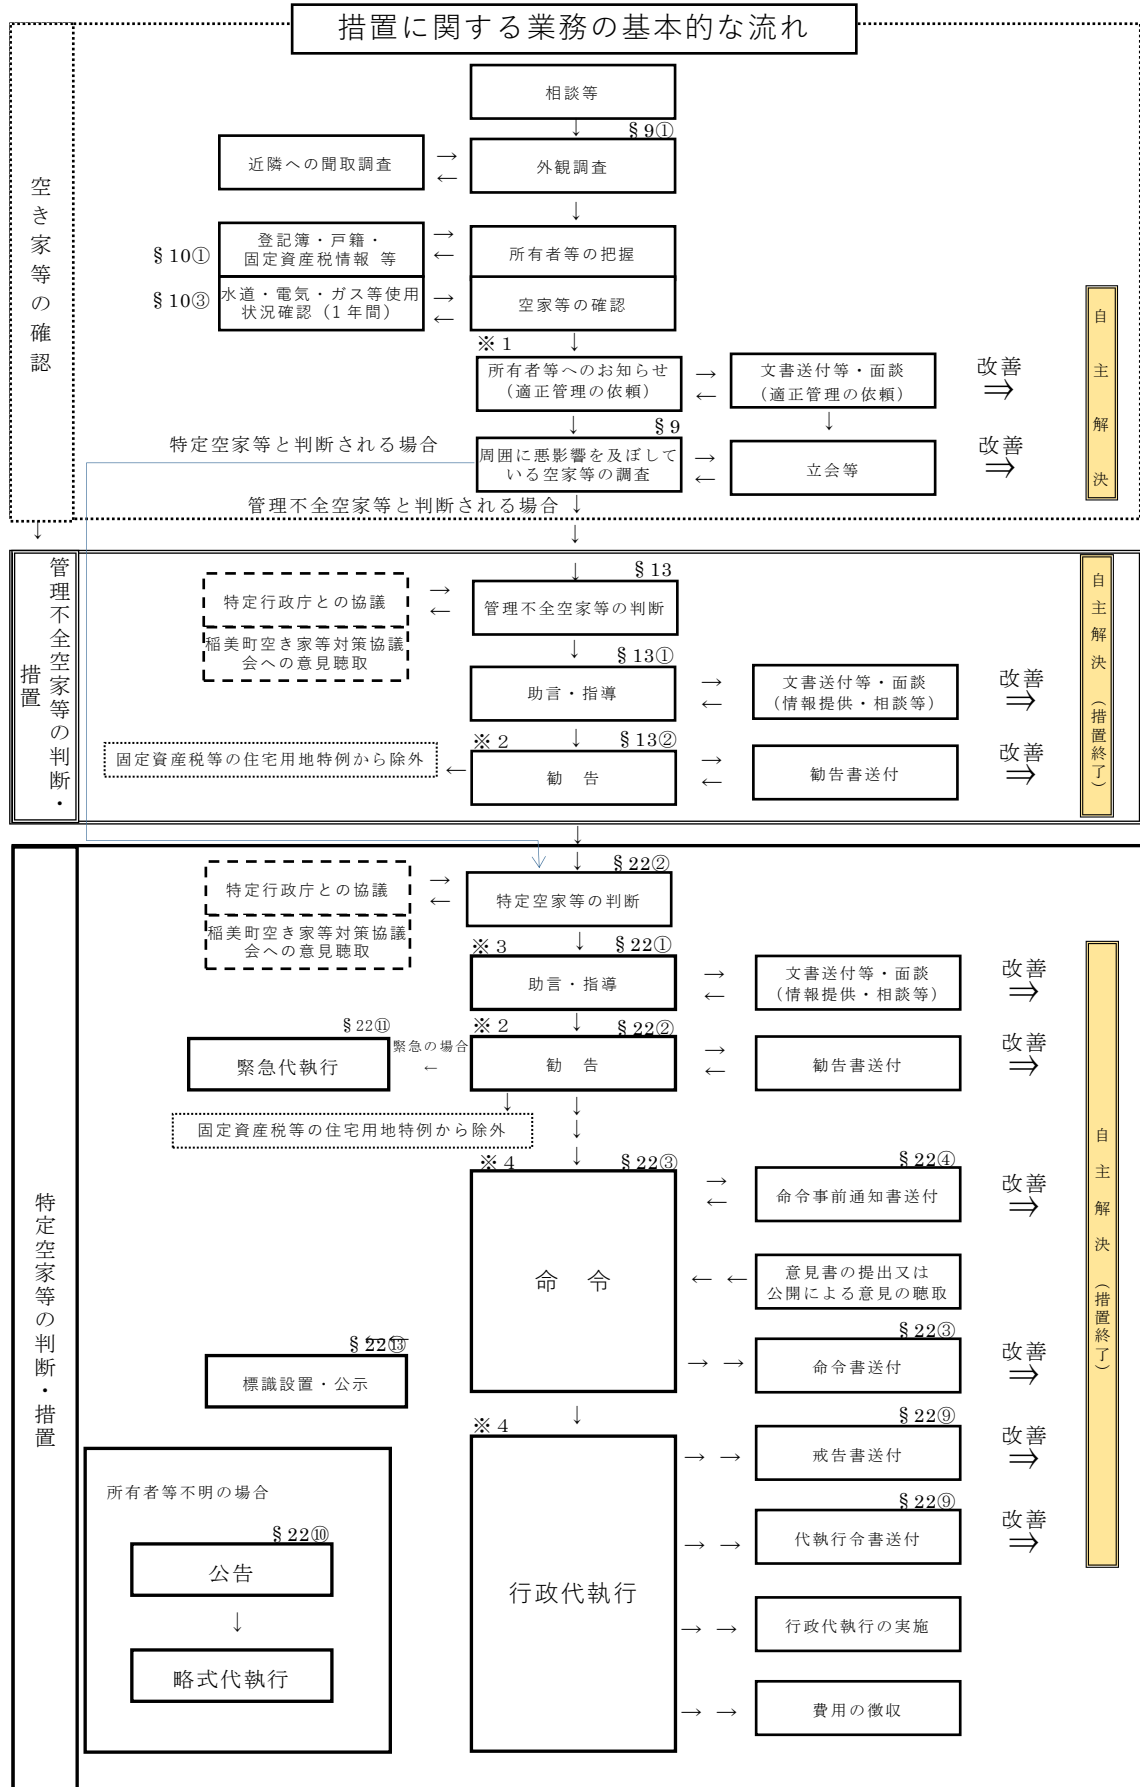 措置に関する業務の基本的な流れ
空き家等の確認
相談等
↓
§9①
近隣への聞取調査
→
←
外観調査
↓
§10①
登記簿・戸籍・
固定資産税情報 等
→
←
所有者等の把握
§10③
水道・電気・ガス等使用
状況確認（1年間）
→
←
空家等の確認
※1
↓
所有者等へのお知らせ
（適正管理の依頼）
→
←
文書送付等・面談
（適正管理の依頼）
改善
⇒
↓
§9
↓
特定空家等と判断される場合
周囲に悪影響を及ぼして
いる空家等の調査
→
←
立会等
改善
⇒
自主解決
管理不全空家等と判断される場合
↓
↓
↓
管理不全空家等の判断・
措置
↓
§13
特定行政庁との協議
→
←
管理不全空家等の判断
稲美町空き家等対策協議
会への意見聴取
↓
§13①
助言・指導
→
←
文書送付等・面談
（情報提供・相談等）
改善
⇒
※2
↓
§13②
固定資産税等の住宅用地特例から除外
←
勧 告
→
←
勧告書送付
改善
⇒
自主解決（措置終了）
↓
特定空家等の判断・措置
↓
§22②
特定行政庁との協議
→
←
特定空家等の判断
稲美町空き家等対策協議
会への意見聴取
※3
↓
§22①
助言・指導
→
←
文書送付等・面談
（情報提供・相談等）
改善
⇒
§22⑪
※2
↓
§22②
緊急代執行
緊急の場合
←
勧 告
→
←
勧告書送付
改善
⇒
↓
↓
固定資産税等の住宅用地特例から除外
↓
↓
※4
§22③
命 令
→
←
§22④
命令事前通知書送付
改善
⇒
← ←
意見書の提出又は
公開による意見の聴取
§22⑬
標識設置・公示
→ →
§22③
命令書送付
改善
⇒
↓
※4
行政代執行
→ →
§22⑨
戒告書送付
改善
⇒
→ →
§22⑨
代執行令書送付
改善
⇒
→ →
行政代執行の実施
→ →
費用の徴収
自主解決（措置終了）
所有者等不明の場合
§22⑩
公告
↓
略式代執行